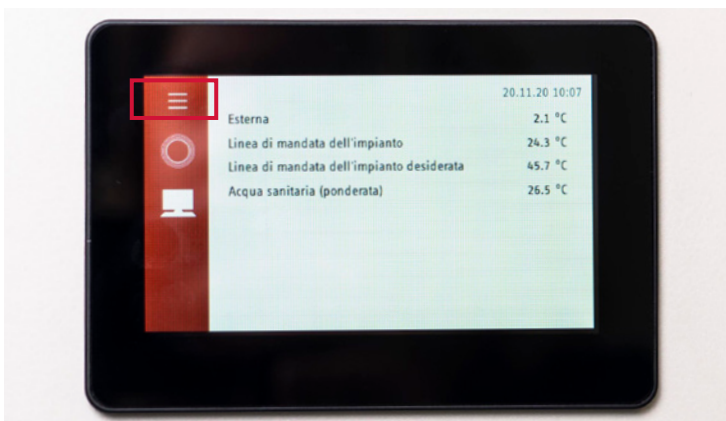 20.11.20 10:07
Esterna 2.1 °C
Linea di mandata dell'impianto 24.3 °C
Linea di mandata dell'impianto desiderata 45.7 °C
Acqua sanitaria (ponderata) 26.5 °C